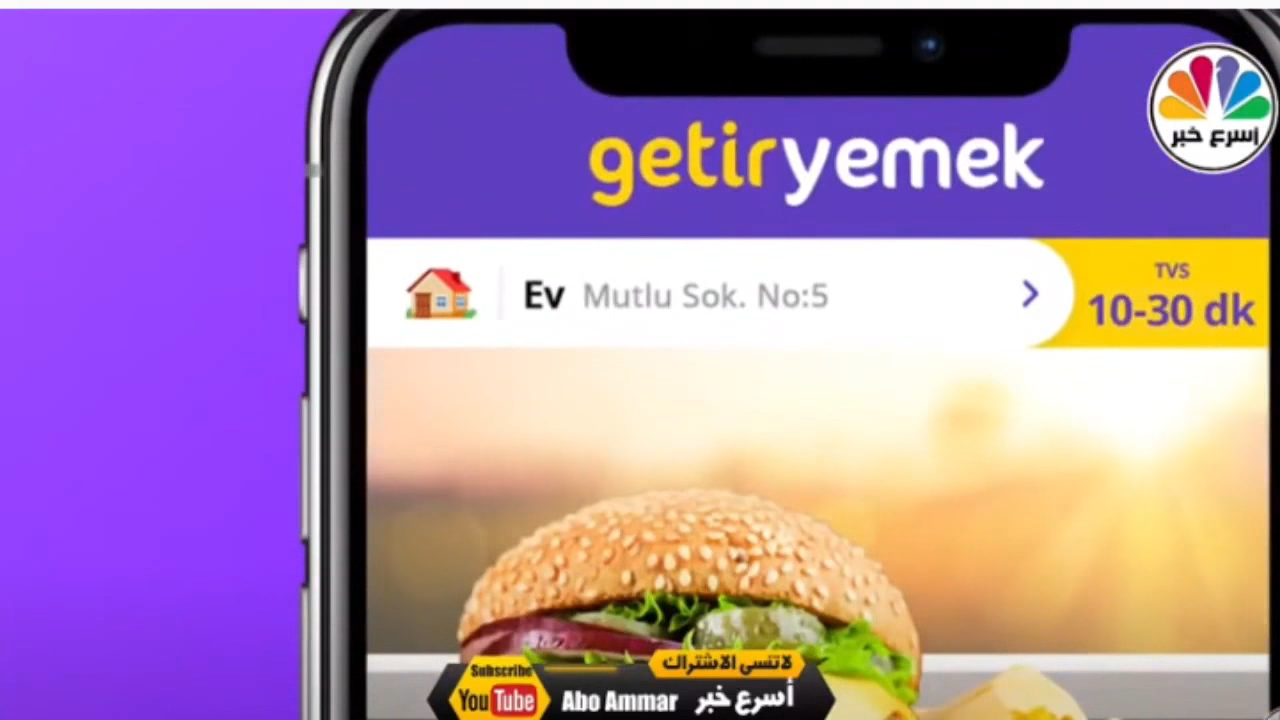 getiryemek
أسرع خبر
Ev Mutlu Sok. No:5
TVS
10-30 dk
لاتنسى الاشتراك
Subscribe
YouTube
Abo Ammar
أسرع خبر